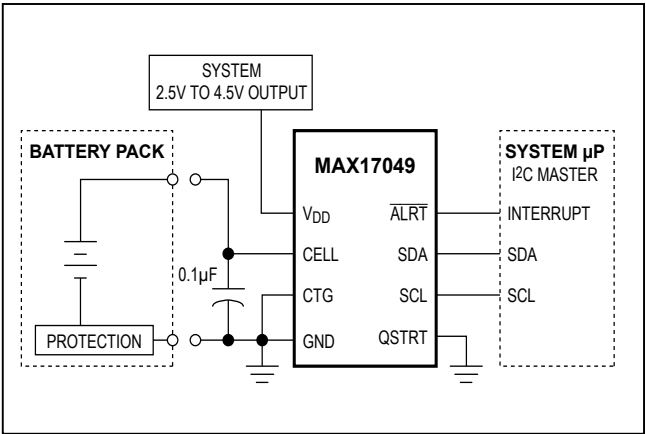 SYSTEM
2.5V TO 4.5V OUTPUT
BATTERY PACK
MAX17049
SYSTEM µP
I²C MASTER
VDD
ALRT
INTERRUPT
CELL
SDA
SDA
0.1µF
CTG
SCL
SCL
PROTECTION
GND
QSTRT